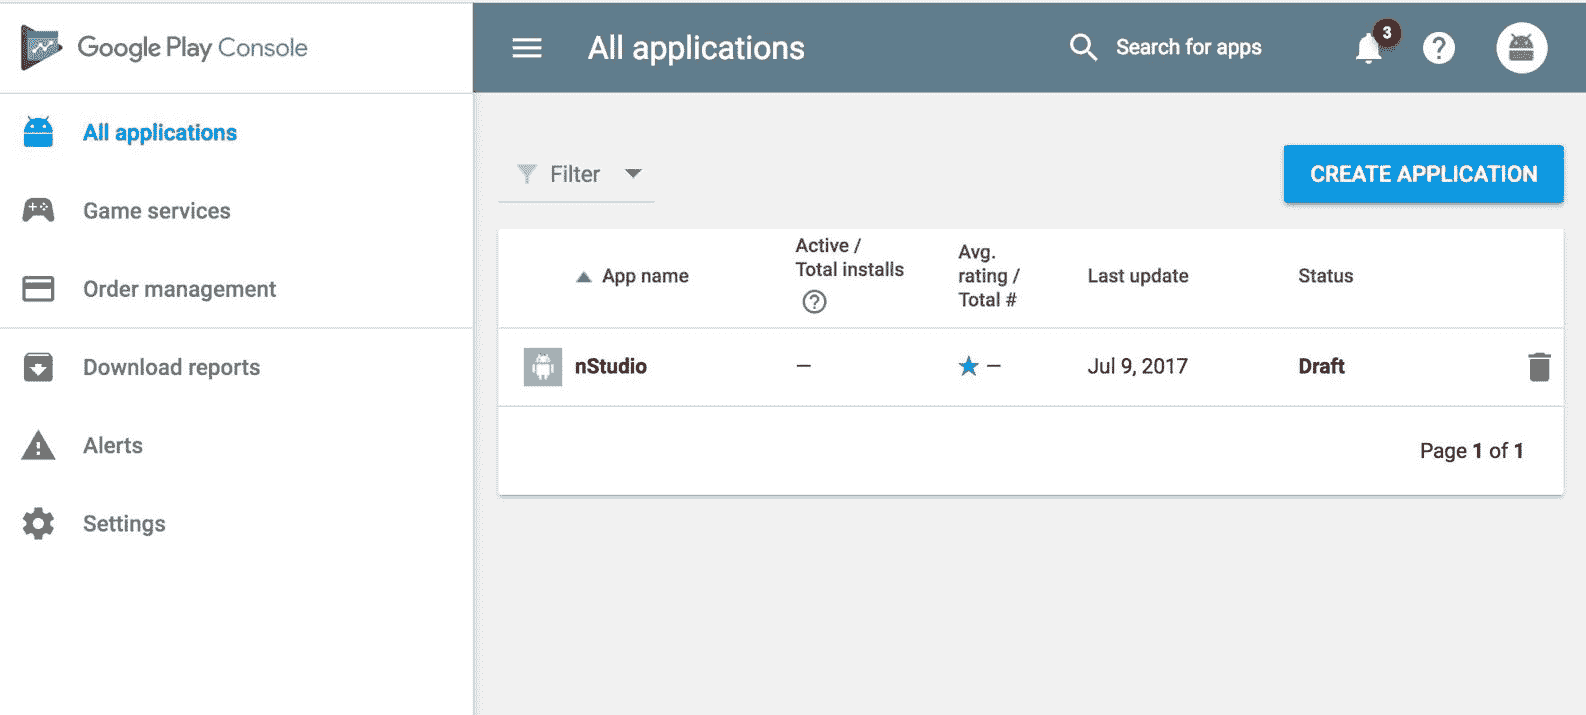 Google Play Console
All applications
Search for apps
3
All applications
Game services
Order management
Download reports
Alerts
Settings
Filter
CREATE APPLICATION
App name
Active /
Total installs
Avg.
rating /
Total #
Last update
Status
nStudio
–
–
Jul 9, 2017
Draft
Page 1 of 1